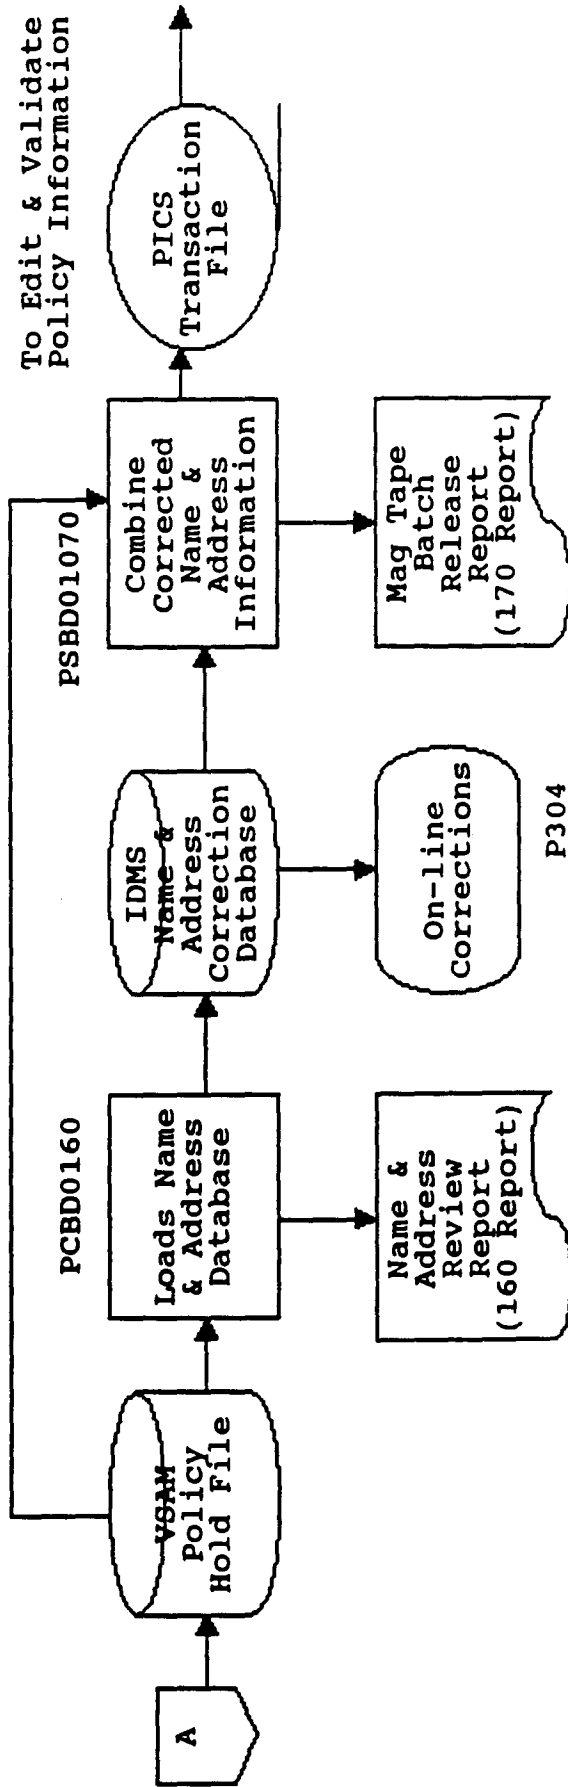 A
VSAM
Policy
Hold File
PCBD0160
Loads Name
& Address
Database
Name &
Address
Review
Report
(160 Report)
IDMS
Name &
Address
Correction
Database
On-line
Corrections
P304
PSBD01070
Combine
Corrected
Name &
Address
Information
Mag Tape
Batch
Release
Report
(170 Report)
PICS
Transaction
File
To Edit & Validate
Policy Information